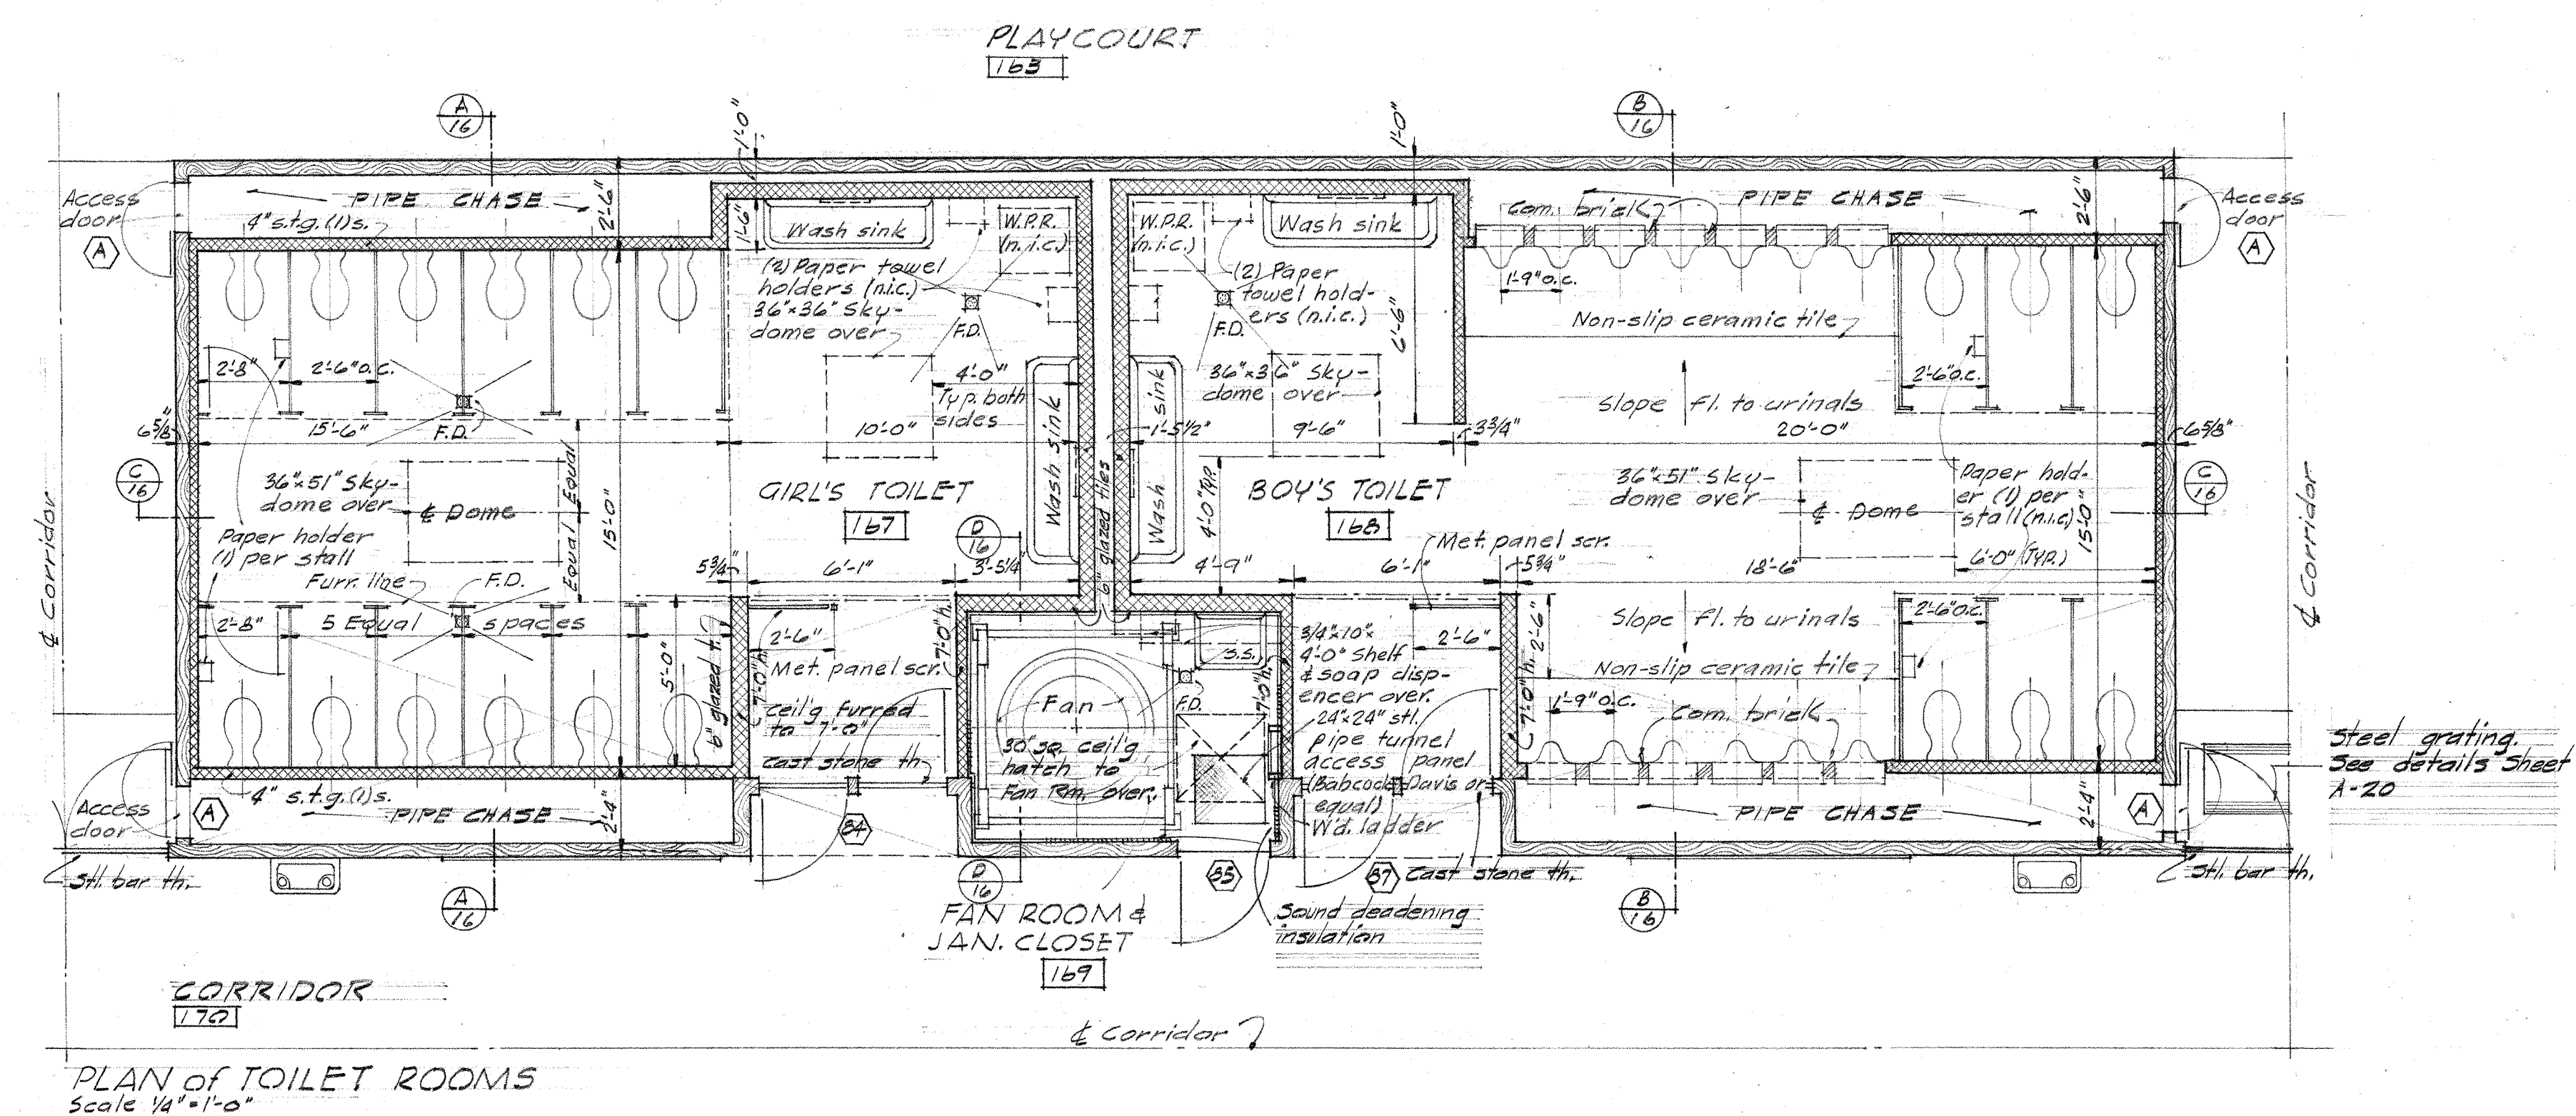 PLAYCOURT
163
A
16
1'-0"
1'-0"
B
16
Access
door
A
PIPE CHASE
4" s.t.g.(1)s.
2'-6"
1'-6"
Wash sink
W.P.R.
(n.i.c.)
W.P.R.
(n.i.c.)
Wash sink
Com. brick
PIPE CHASE
2'-6"
Access
door
A
(2) Paper towel
holders (n.i.c.)
36"x36" Sky-
dome over
F.D.
(2) Paper
towel hold-
ers (n.i.c.)
F.D.
6'-6"
1'-9" o.c.
Non-slip ceramic tile
2'-8"
2'-6" o.c.
4'-0"
Typ. both
sides
36"x36" Sky-
dome over
2'-6" o.c.
Slope fl. to urinals
6 5/8"
15'-6"
F.D.
10'-0"
1'-5 1/2"
9'-6"
3 3/4"
20'-0"
6 5/8"
C
16
36"x51" Sky-
dome over
℄ Dome
Equal Equal
15'-0"
GIRL'S TOILET
167
Wash sink
6" glazed tiles
Wash sink
4'-0" TYP.
BOY'S TOILET
168
36"x51" Sky-
dome over
℄ Dome
Paper hold-
er (1) per
stall (n.i.c.)
15'-0"
C
16
℄ Corridor
℄ Corridor
Paper holder
(1) per stall
Furr. line
F.D.
D
16
Met. panel scr.
5 3/4"
6'-1"
3'-5 1/4"
4'-9"
6'-1"
5 3/4"
18'-6"
6'-0" (TYP.)
2'-8"
5 Equal spaces
5'-0"
6" glazed t.
7'-0" h.
2'-6"
Met. panel scr.
7'-0" h.
Ceil'g furred
to 7'-0"
Cast stone th.
Fan
30" sq. ceil'g
hatch to
Fan Rm. over.
S.S.
F.D.
7'-0" h.
3/4"x10"x
4'-0" Shelf
& soap disp-
encer over.
24"x24" stl.
pipe tunnel
access panel
(Babcock Davis or
equal)
W'd. ladder
2'-6"
7'-0" h.
2'-6"
Slope fl. to urinals
2'-6" o.c.
Non-slip ceramic tile
1'-9" o.c.
Com. brick
Steel grating.
See details Sheet
A-20
4" s.t.g.(1)s.
Access
door
A
PIPE CHASE
2'-4"
84
PIPE CHASE
2'-4"
A
Stl. bar th.
A
16
D
16
85
87
Cast stone th.
B
16
Stl. bar th.
FAN ROOM &
JAN. CLOSET
169
Sound deadening
insulation
CORRIDOR
170
℄ Corridor
PLAN of TOILET ROOMS
Scale 1/4" = 1'-0"